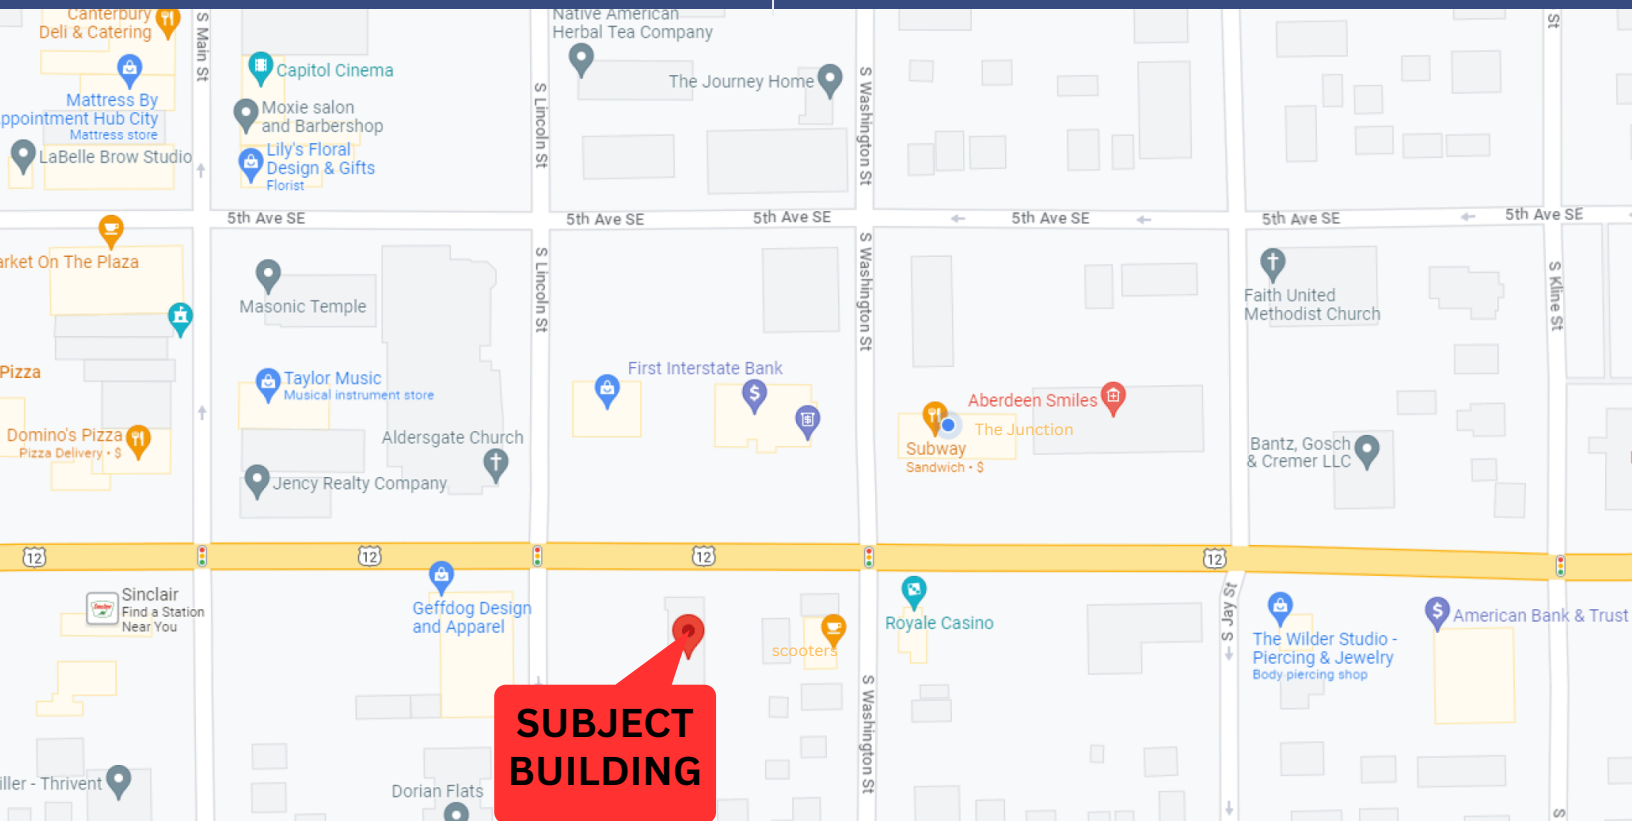 Canterbury
Deli & Catering
S Main St
Native American
Herbal Tea Company
St
Capitol Cinema
The Journey Home
Mattress By
ppointment Hub City
Mattress store
Moxie salon
and Barbershop
S Lincoln St
S Washington St
LaBelle Brow Studio
Lily's Floral
Design & Gifts
Florist
5th Ave SE
5th Ave SE
5th Ave SE
5th Ave SE
5th Ave SE
5th Ave SE
arket On The Plaza
Masonic Temple
S Lincoln St
S Washington St
Faith United
Methodist Church
S Kline St
Pizza
Taylor Music
Musical instrument store
First Interstate Bank
Aberdeen Smiles
The Junction
Subway
Sandwich • $
Domino's Pizza
Pizza Delivery • $
Aldersgate Church
Bantz, Gosch
& Cremer LLC
Jency Realty Company
12
12
12
12
Sinclair
Find a Station
Near You
Geffdog Design
and Apparel
scooters
Royale Casino
S Jay St
The Wilder Studio -
Piercing & Jewelry
Body piercing shop
American Bank & Trust
S Washington St
SUBJECT
BUILDING
iller - Thrivent
Dorian Flats
S